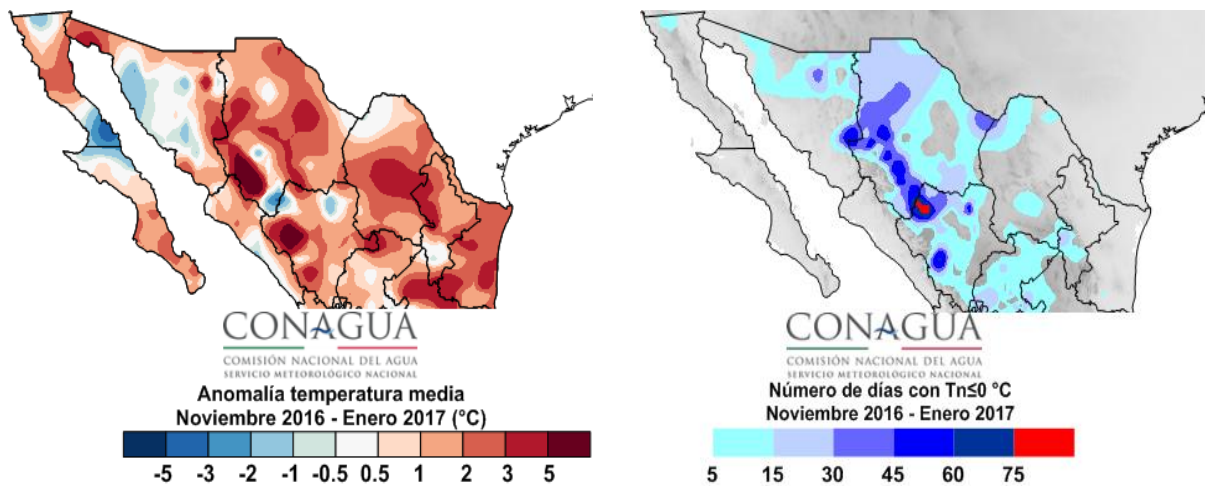 CONAGUA
COMISIÓN NACIONAL DEL AGUA
SERVICIO METEOROLÓGICO NACIONAL
Anomalía temperatura media
Noviembre 2016 - Enero 2017 (°C)
-5 -3 -2 -1 -0.5 0.5 1 2 3 5
CONAGUA
COMISIÓN NACIONAL DEL AGUA
SERVICIO METEOROLÓGICO NACIONAL
Número de días con Tn≤0 °C
Noviembre 2016 - Enero 2017
5 15 30 45 60 75